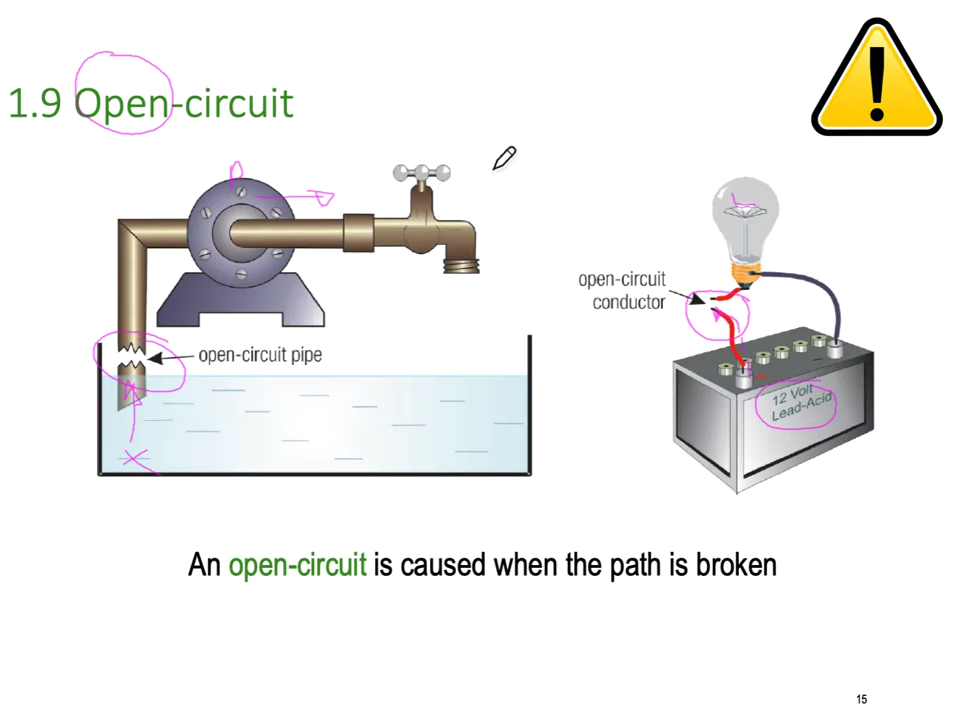 1.9 Open-circuit
P
open-circuit
conductor
open-circuit pipe
12 Volt
Lead-Acid
An open-circuit is caused when the path is broken
15